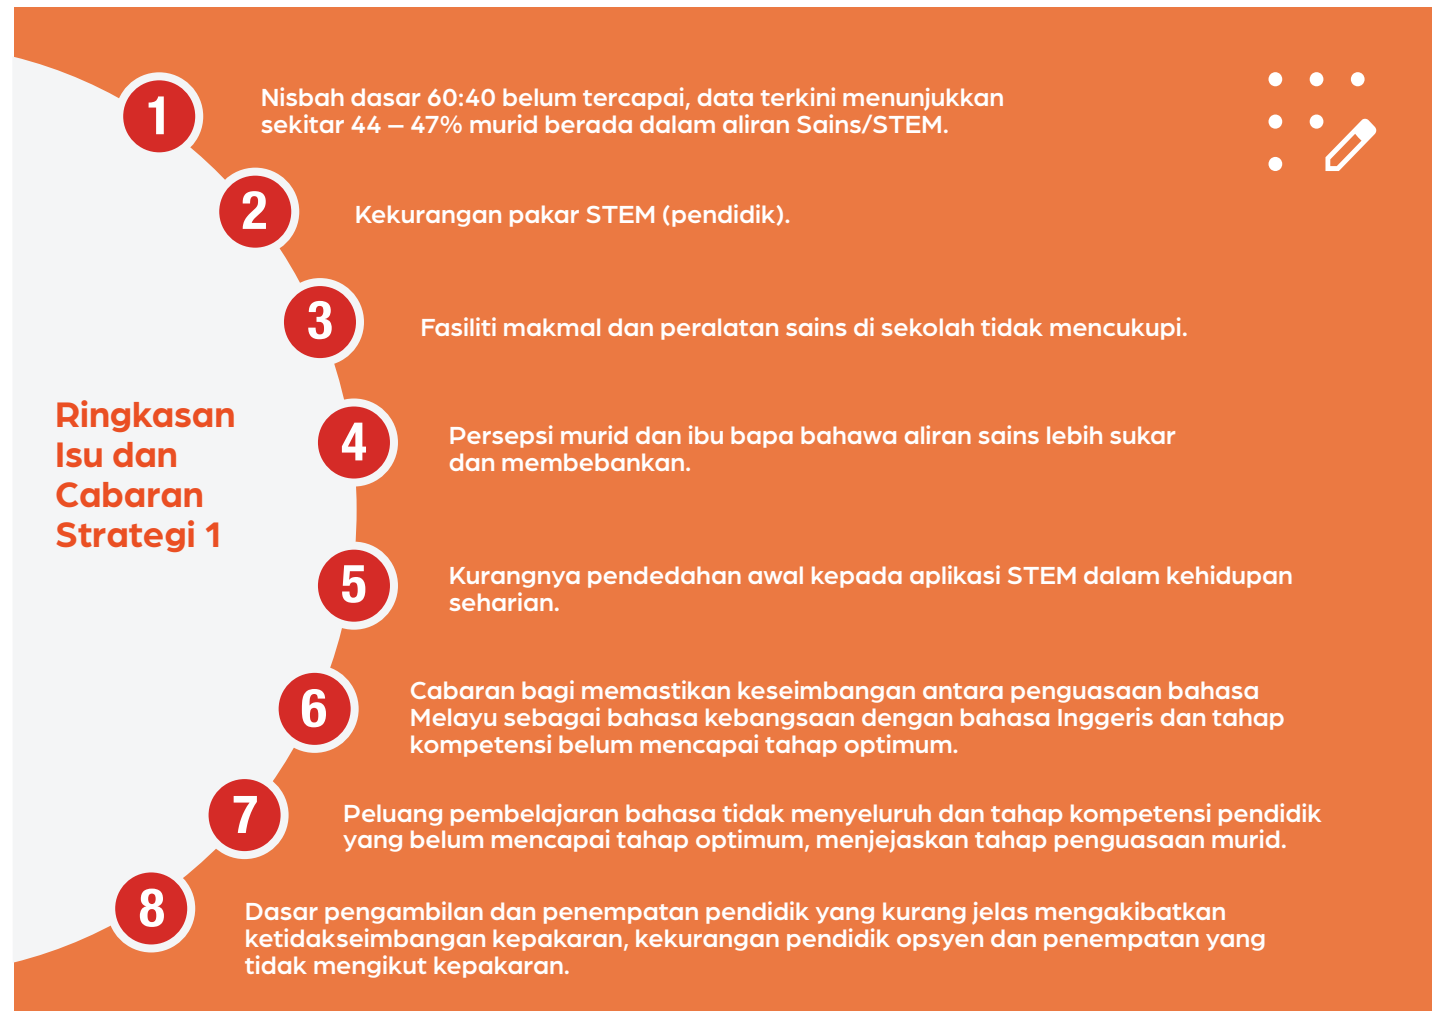 Ringkasan
Isu dan
Cabaran
Strategi 1
1
Nisbah dasar 60:40 belum tercapai, data terkini menunjukkan
sekitar 44 – 47% murid berada dalam aliran Sains/STEM.
2
Kekurangan pakar STEM (pendidik).
3
Fasiliti makmal dan peralatan sains di sekolah tidak mencukupi.
4
Persepsi murid dan ibu bapa bahawa aliran sains lebih sukar
dan membebankan.
5
Kurangnya pendedahan awal kepada aplikasi STEM dalam kehidupan
seharian.
6
Cabaran bagi memastikan keseimbangan antara penguasaan bahasa
Melayu sebagai bahasa kebangsaan dengan bahasa Inggeris dan tahap
kompetensi belum mencapai tahap optimum.
7
Peluang pembelajaran bahasa tidak menyeluruh dan tahap kompetensi pendidik
yang belum mencapai tahap optimum, menjejaskan tahap penguasaan murid.
8
Dasar pengambilan dan penempatan pendidik yang kurang jelas mengakibatkan
ketidakseimbangan kepakaran, kekurangan pendidik opsyen dan penempatan yang
tidak mengikut kepakaran.